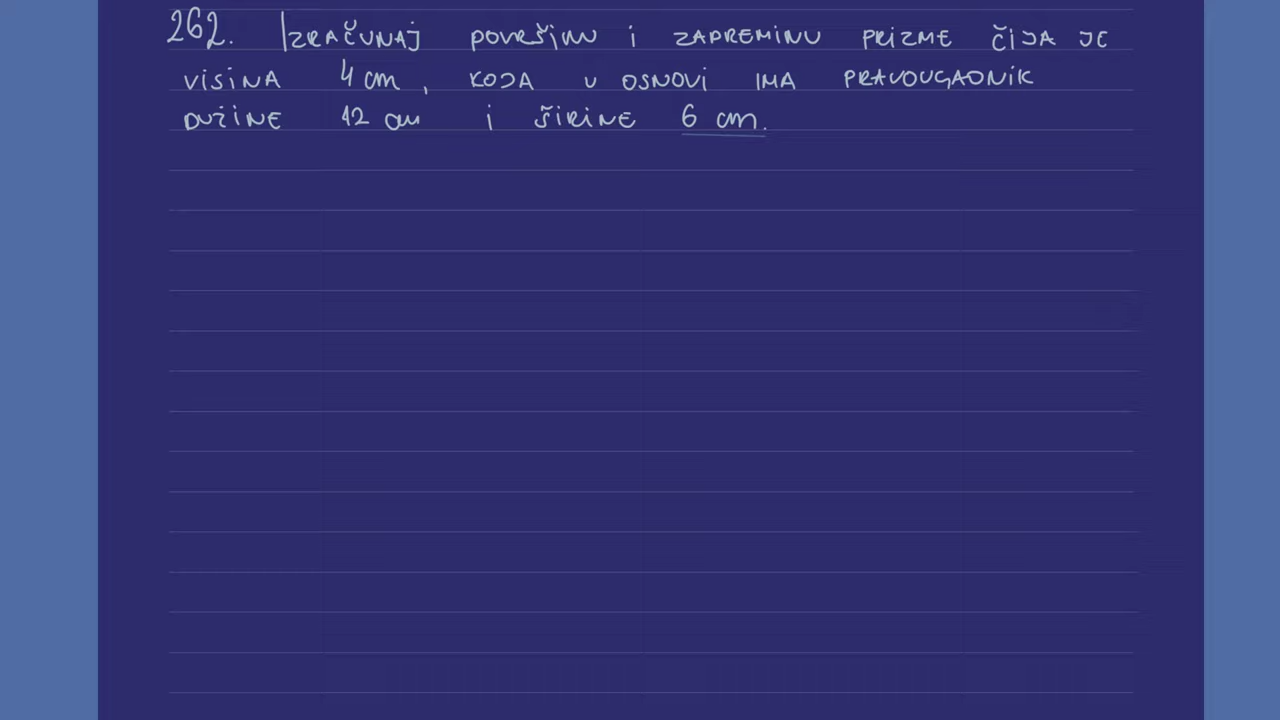 262. IZRAČUNAJ POVRŠINU i ZAPREMINU PRIZME ČIJA JE
VISINA 4 cm, KOJA U OSNOVI IMA PRAVOUGAONIK
DUŽINE 12 cm i ŠIRINE 6 cm.